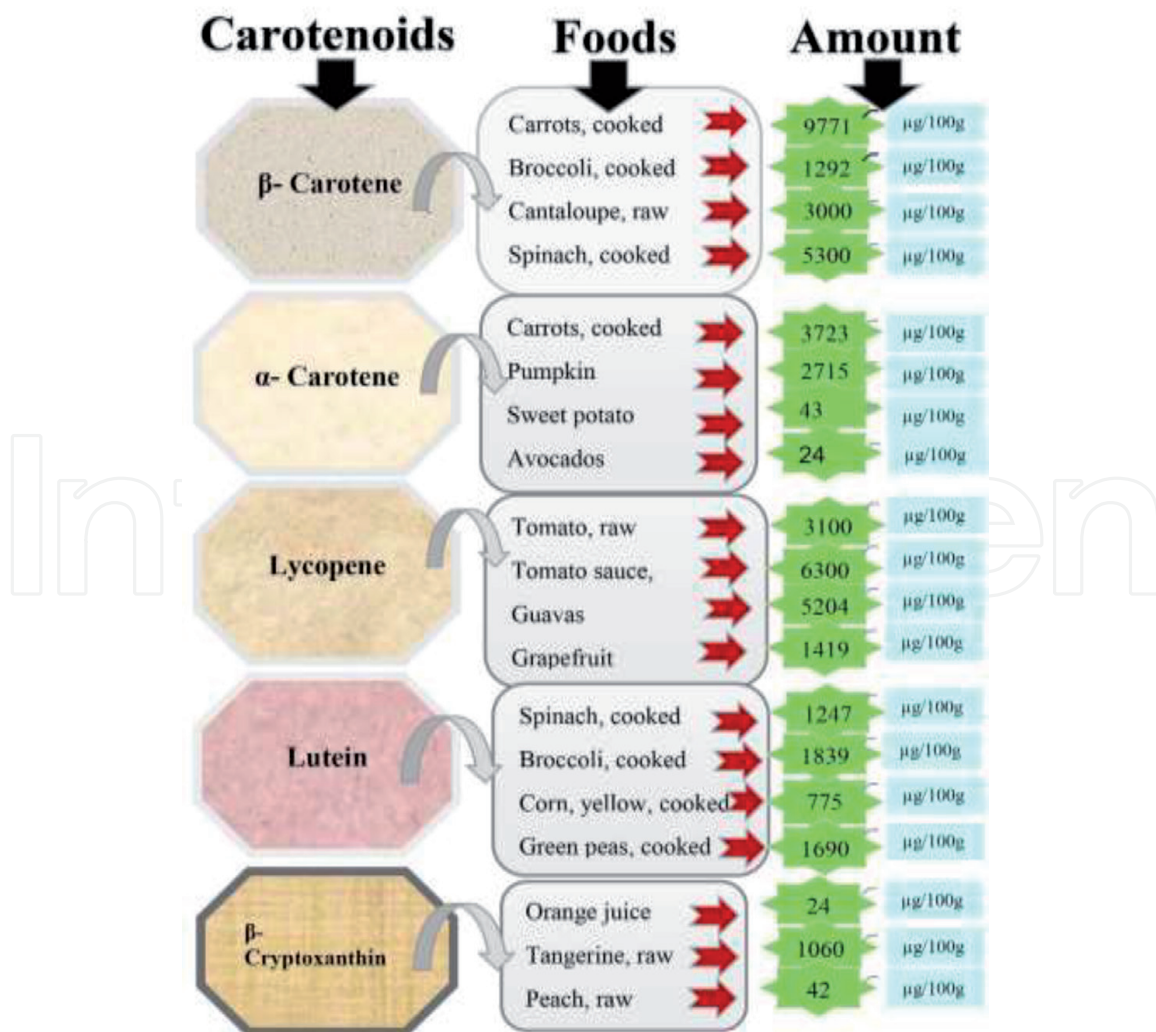 Carotenoids Foods Amount
β- Carotene
Carrots, cooked 9771 µg/100g
Broccoli, cooked 1292 µg/100g
Cantaloupe, raw 3000 µg/100g
Spinach, cooked 5300 µg/100g
α- Carotene
Carrots, cooked 3723 µg/100g
Pumpkin 2715 µg/100g
Sweet potato 43 µg/100g
Avocados 24 µg/100g
Lycopene
Tomato, raw 3100 µg/100g
Tomato sauce, 6300 µg/100g
Guavas 5204 µg/100g
Grapefruit 1419 µg/100g
Lutein
Spinach, cooked 1247 µg/100g
Broccoli, cooked 1839 µg/100g
Corn, yellow, cooked 775 µg/100g
Green peas, cooked 1690 µg/100g
β-
Cryptoxanthin
Orange juice 24 µg/100g
Tangerine, raw 1060 µg/100g
Peach, raw 42 µg/100g